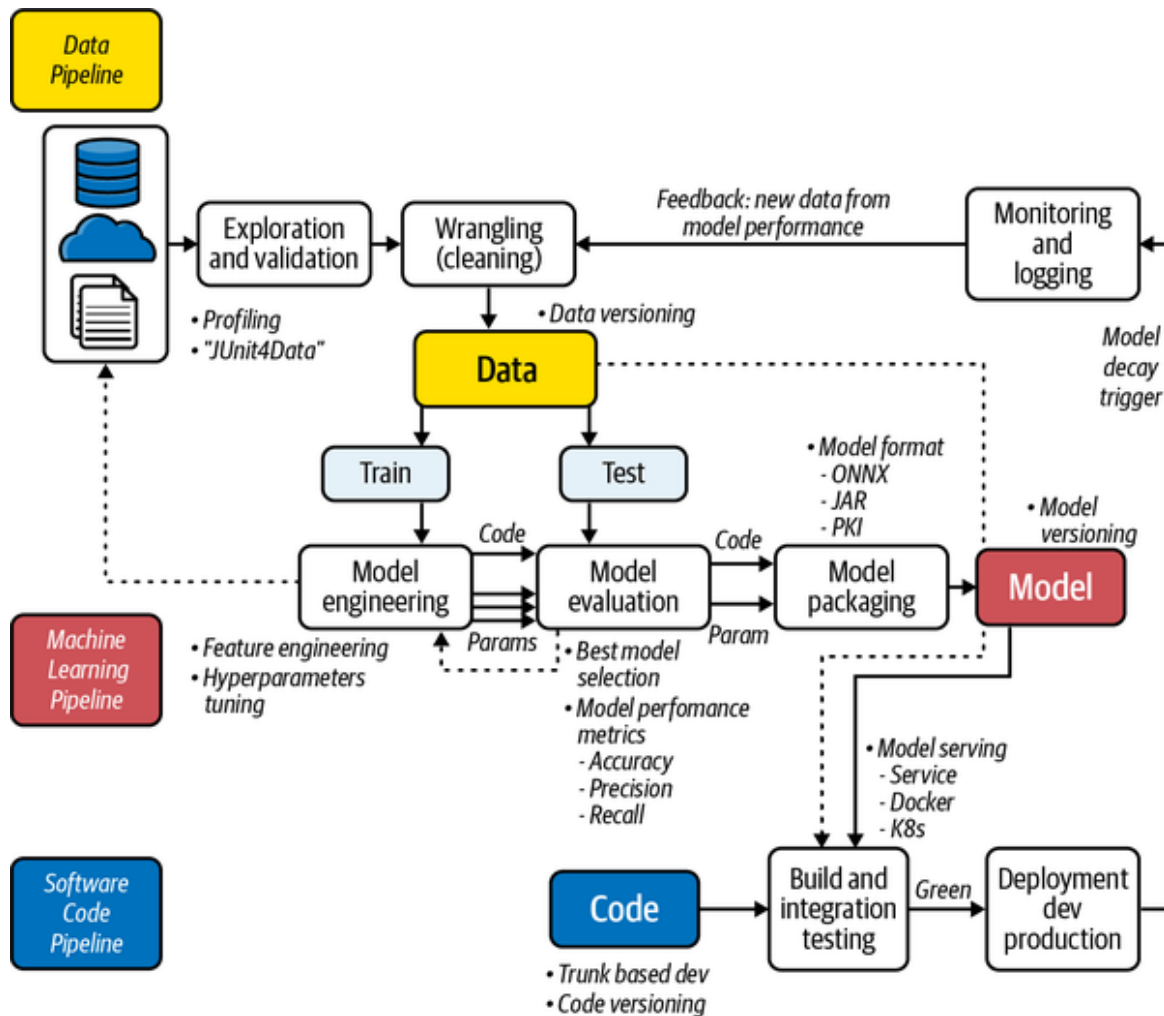 Data
Pipeline
Exploration
and validation
• Profiling
• "JUnit4Data"
Wrangling
(cleaning)
• Data versioning
Feedback: new data from
model performance
Monitoring
and
logging
Model
decay
trigger
Data
Train
Test
• Model format
- ONNX
- JAR
- PKI
• Model
versioning
Machine
Learning
Pipeline
Model
engineering
• Feature engineering
• Hyperparameters
tuning
Code
Params
Model
evaluation
• Best model
selection
• Model perfomance
metrics
- Accuracy
- Precision
- Recall
Code
Param
Model
packaging
Model
• Model serving
- Service
- Docker
- K8s
Software
Code
Pipeline
Code
• Trunk based dev
• Code versioning
Build and
integration
testing
Green
Deployment
dev
production